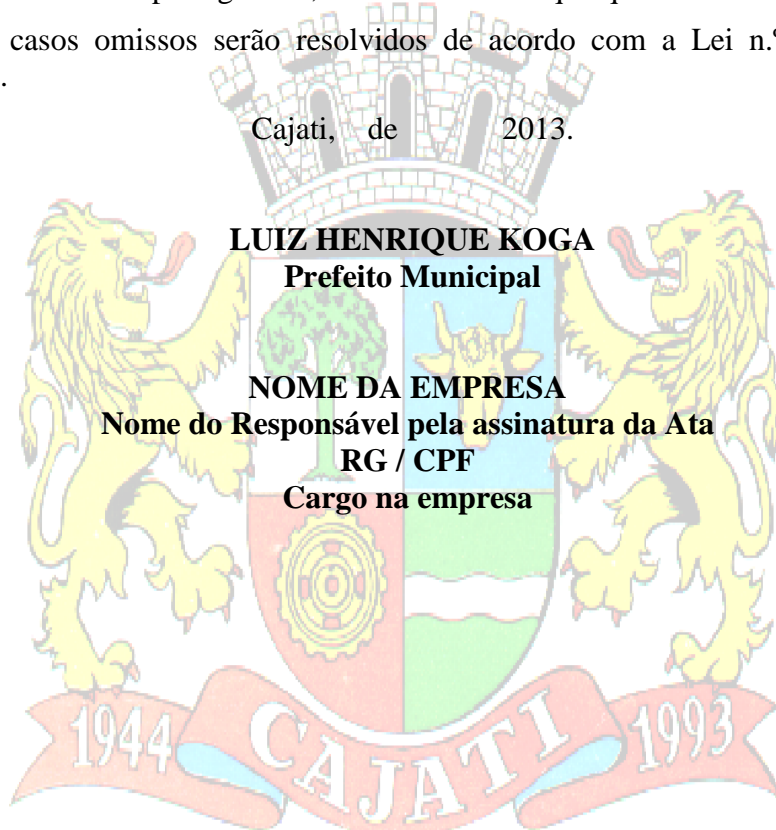 casos omissos serão resolvidos de acordo com a Lei n.º
.
Cajati, de 2013.
LUIZ HENRIQUE KOGA
Prefeito Municipal
NOME DA EMPRESA
Nome do Responsável pela assinatura da Ata
RG / CPF
Cargo na empresa
1944 CAJATI 1993